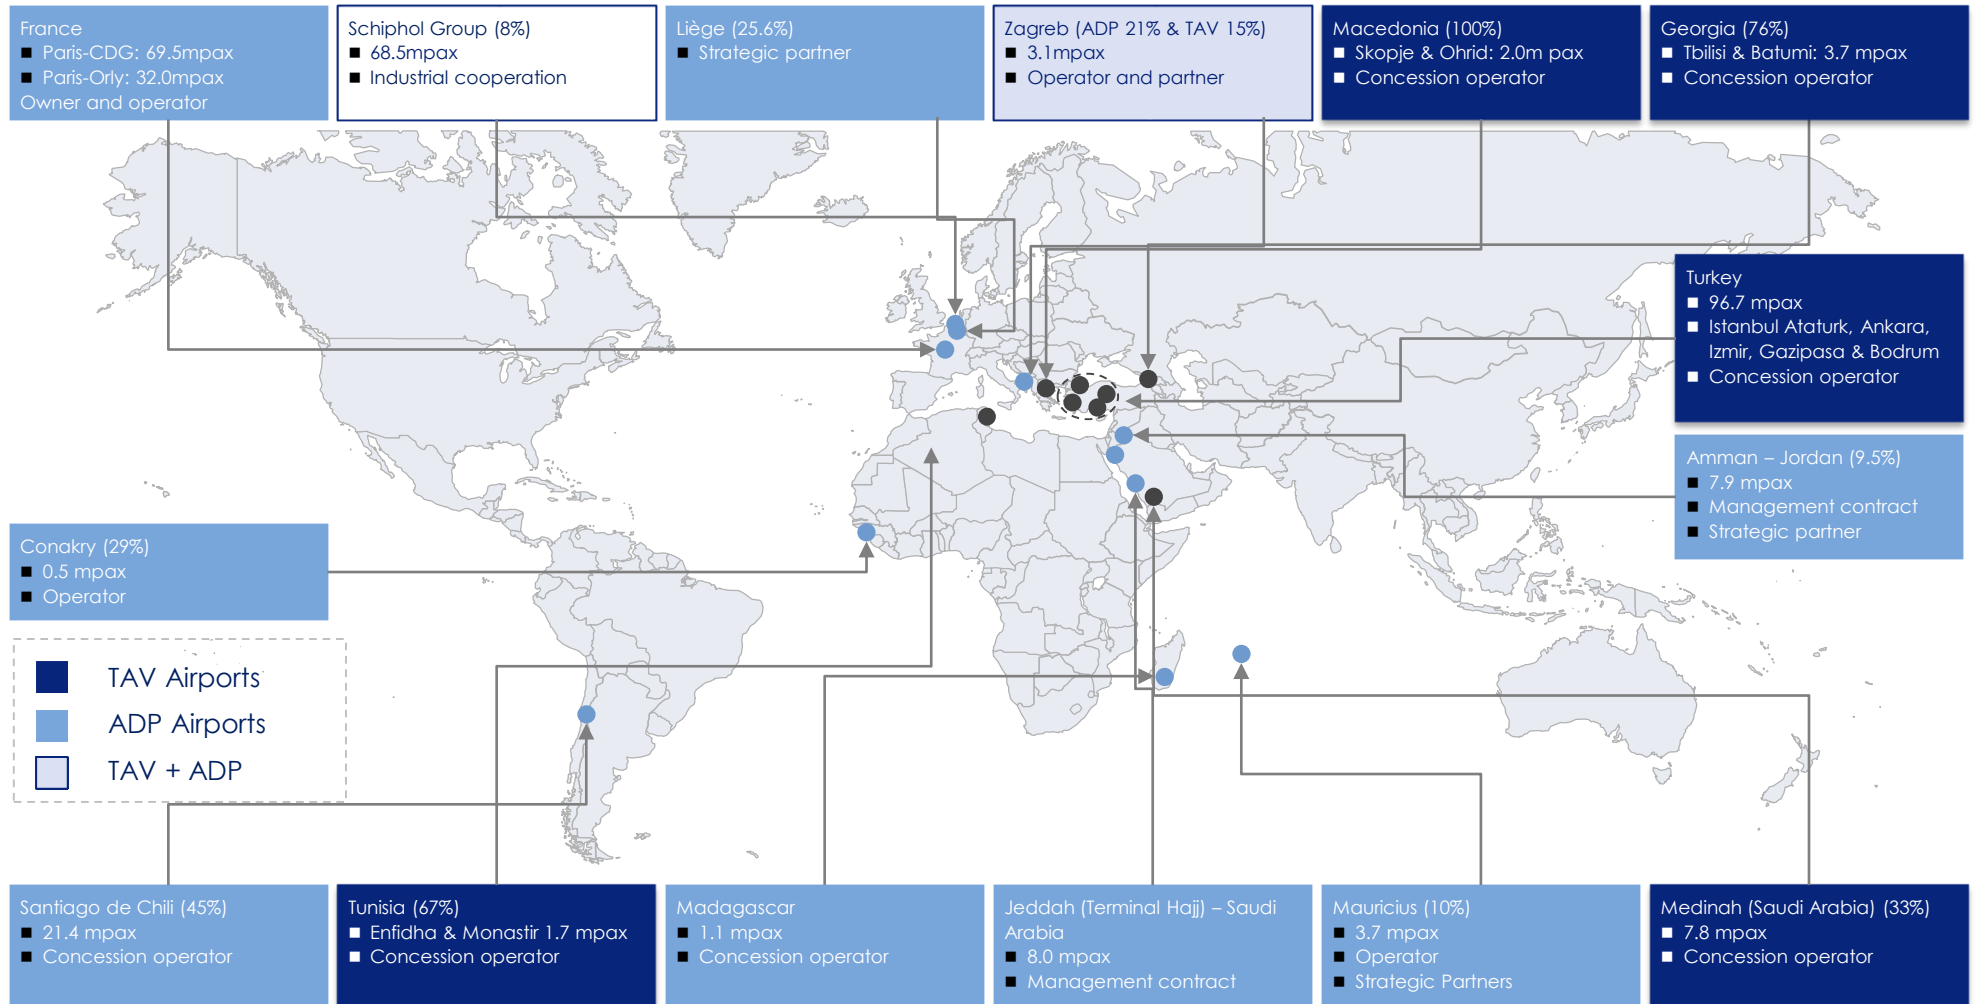 France
■ Paris-CDG: 69.5mpax
■ Paris-Orly: 32.0mpax
Owner and operator
Schiphol Group (8%)
■ 68.5mpax
■ Industrial cooperation
Liège (25.6%)
■ Strategic partner
Zagreb (ADP 21% & TAV 15%)
■ 3.1mpax
■ Operator and partner
Macedonia (100%)
■ Skopje & Ohrid: 2.0m pax
■ Concession operator
Georgia (76%)
■ Tbilisi & Batumi: 3.7 mpax
■ Concession operator
Turkey
■ 96.7 mpax
■ Istanbul Ataturk, Ankara,
Izmir, Gazipasa & Bodrum
■ Concession operator
Amman – Jordan (9.5%)
■ 7.9 mpax
■ Management contract
■ Strategic partner
Conakry (29%)
■ 0.5 mpax
■ Operator
TAV Airports
ADP Airports
TAV + ADP
Santiago de Chili (45%)
■ 21.4 mpax
■ Concession operator
Tunisia (67%)
■ Enfidha & Monastir 1.7 mpax
■ Concession operator
Madagascar
■ 1.1 mpax
■ Concession operator
Jeddah (Terminal Hajj) – Saudi
Arabia
■ 8.0 mpax
■ Management contract
Mauricius (10%)
■ 3.7 mpax
■ Operator
■ Strategic Partners
Medinah (Saudi Arabia) (33%)
■ 7.8 mpax
■ Concession operator